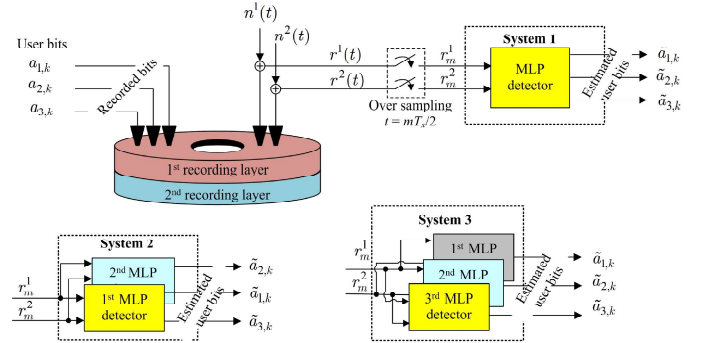 n¹(t)
n²(t)
User bits
a₁,ₖ
a₂,ₖ
a₃,ₖ
Recorded bits
r¹(t)
r²(t)
Over sampling
t = mTₓ/2
r¹ₘ
r²ₘ
System 1
MLP
detector
Estimated
user bits
ã₁,ₖ
ã₂,ₖ
ã₃,ₖ
1st recording layer
2nd recording layer
System 2
r¹ₘ
r²ₘ
2nd MLP
1st MLP
detector
Estimated
user bits
ã₂,ₖ
ã₁,ₖ
ã₃,ₖ
System 3
r¹ₘ
r²ₘ
1st MLP
2nd MLP
3rd MLP
detector
Estimated
user bits
ã₁,ₖ
ã₂,ₖ
ã₃,ₖ